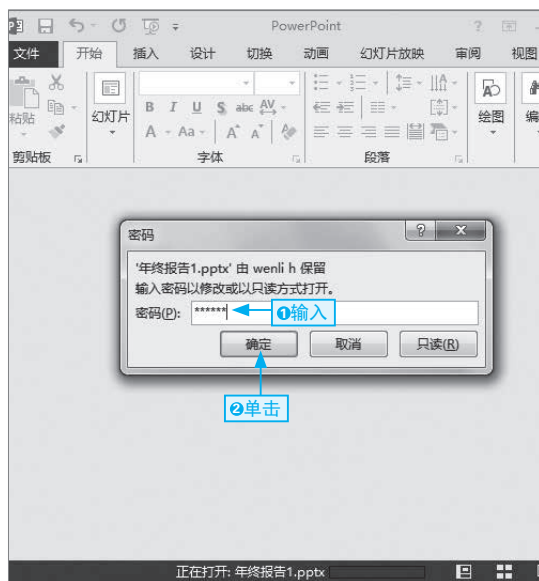 PowerPoint ?
文件 开始 插入 设计 切换 动画 幻灯片放映 审阅 视图
粘贴 幻灯片 B I U S abc AV 绘图 编
A Aa A A
剪贴板 字体 段落
密码 ? x
'年终报告1.pptx' 由 wenli h 保留
输入密码以修改或以只读方式打开。
密码(P): ****** ❶输入
确定 取消 只读(R)
❷单击
正在打开: 年终报告1.pptx